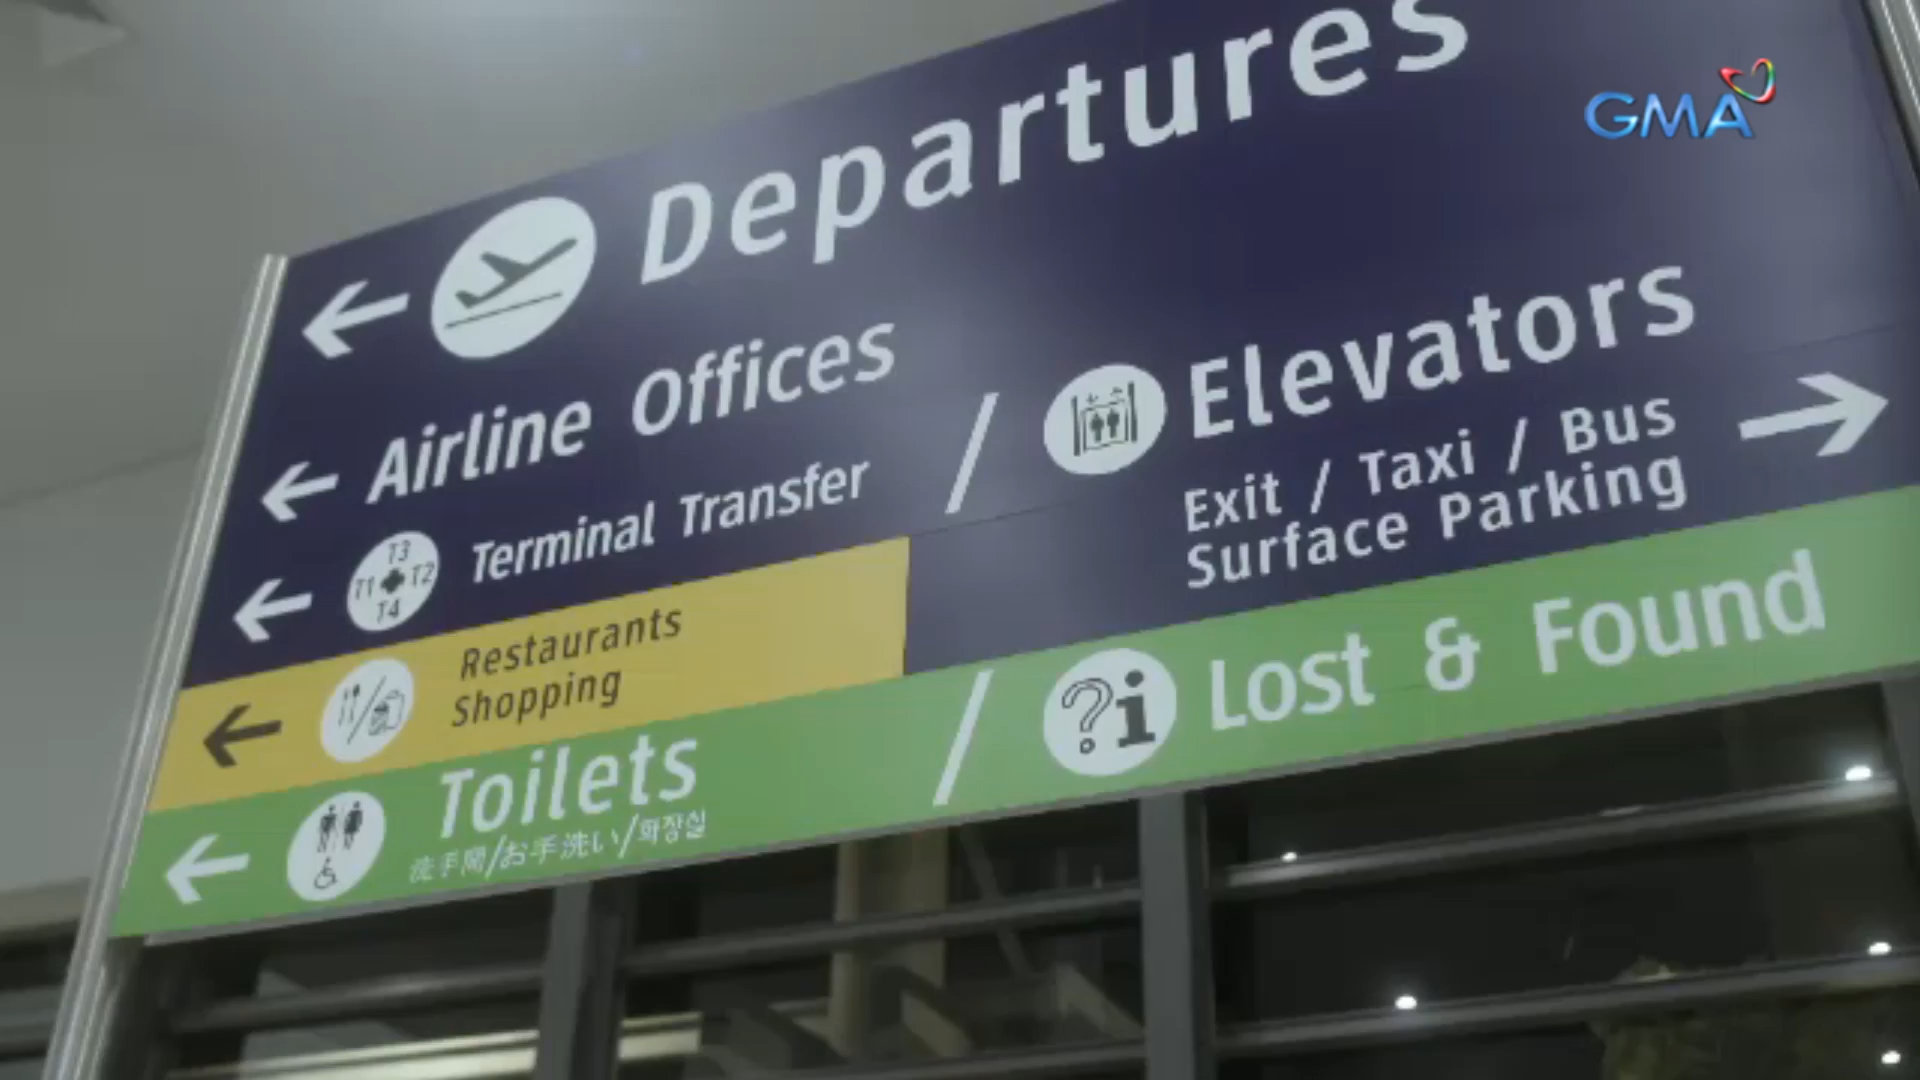 GMA
Departures
Airline Offices / Elevators
Exit / Taxi / Bus
Surface Parking
T3
T1 T2
T4
Terminal Transfer
Restaurants
Shopping
Toilets / ?i Lost & Found
洗手間/お手洗い/화장실